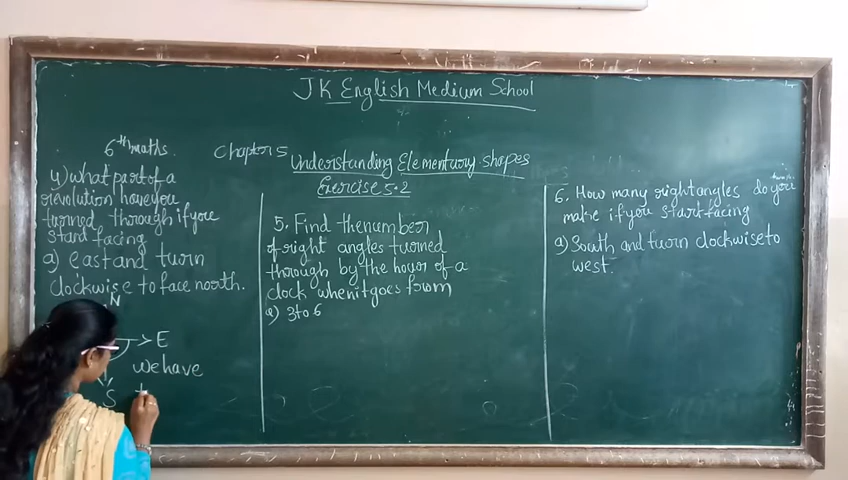 JK English Medium School
6th maths.
Chapter 5
Understanding Elementary shapes
Exercise 5.2
4) what part of a
revolution have you
turned through if you
stand facing
a) east and turn
clockwise to face north.
N
E
we have
S
t
5. Find the number
of right angles turned
through by the hour of a
clock when it goes form
a) 3 to 6
6. How many right angles do you
make if you start facing
a) South and turn clockwise to
west.